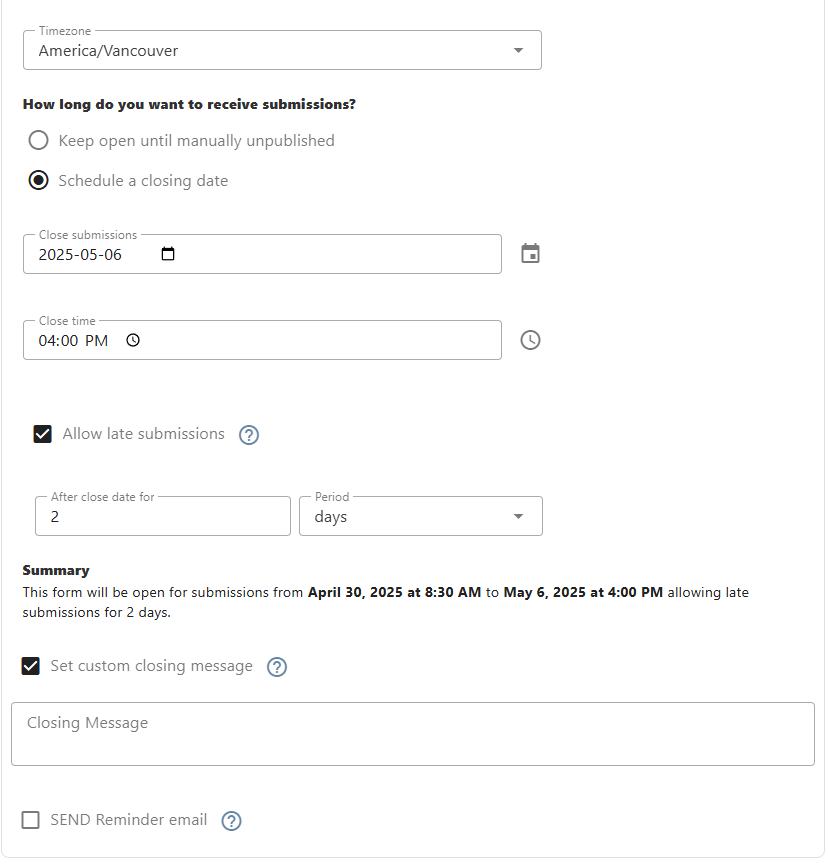 Timezone
America/Vancouver
How long do you want to receive submissions?
Keep open until manually unpublished
Schedule a closing date
Close submissions
2025-05-06
Close time
04:00 PM
Allow late submissions
After close date for
2
Period
days
Summary
This form will be open for submissions from April 30, 2025 at 8:30 AM to May 6, 2025 at 4:00 PM allowing late
submissions for 2 days.
Set custom closing message
Closing Message
SEND Reminder email